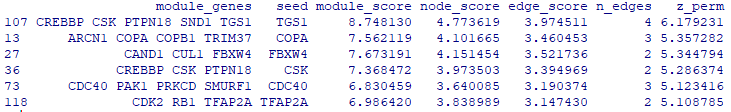 module_genes seed module_score node_score edge_score n_edges z_perm
107 CREBBP CSK PTPN18 SND1 TGS1 TGS1 8.748130 4.773619 3.974511 4 6.179231
13 ARCN1 COPA COPB1 TRIM37 COPA 7.562119 4.101665 3.460453 3 5.357282
27 CAND1 CUL1 FBXW4 FBXW4 7.673191 4.151454 3.521736 2 5.344794
36 CREBBP CSK PTPN18 CSK 7.368472 3.973503 3.394969 2 5.286374
73 CDC40 PAK1 PRKCD SMURF1 CDC40 6.830459 3.640085 3.190374 3 5.123416
118 CDK2 RB1 TFAP2A TFAP2A 6.986420 3.838989 3.147430 2 5.108785